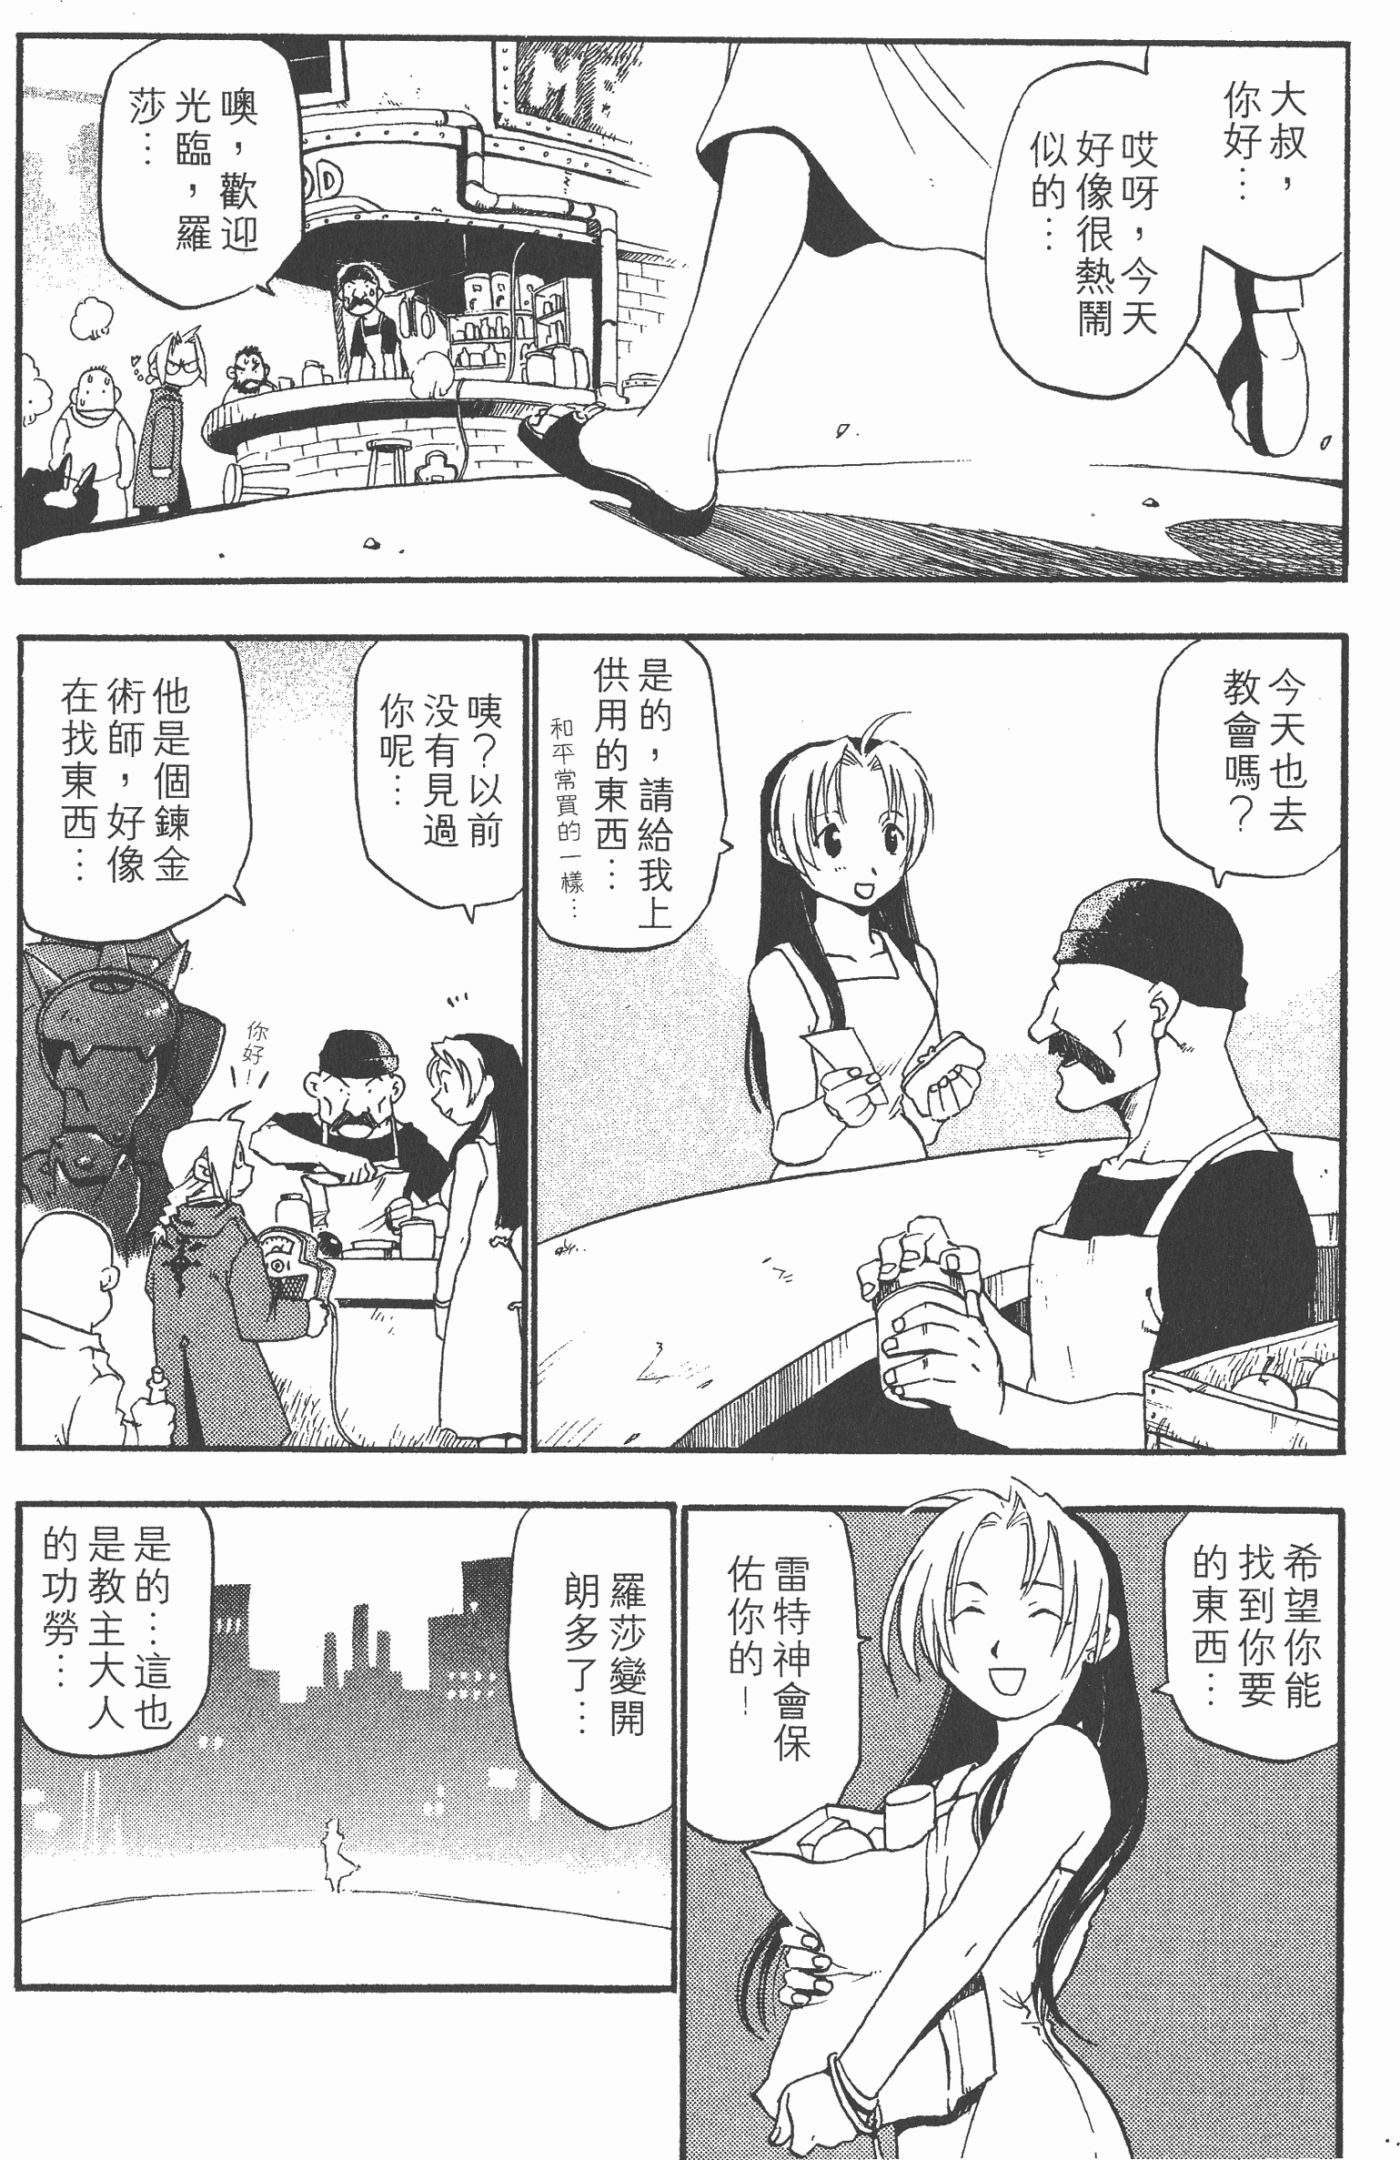 大叔，
你好…
哎呀，今天
好像很熱鬧
似的…
噢，歡迎
光臨，羅
莎…
OD
今天也去
教會嗎？
是的，請給我上
供用的東西…
和平常買的一樣…
咦？以前
没有見過
你呢…
你好！
他是個鍊金
術師，好像
在找東西…
希望你能
找到你要
的東西…
雷特神會保
佑你的！
羅莎變開
朗多了…
是的…這也
是教主大人
的功勞…